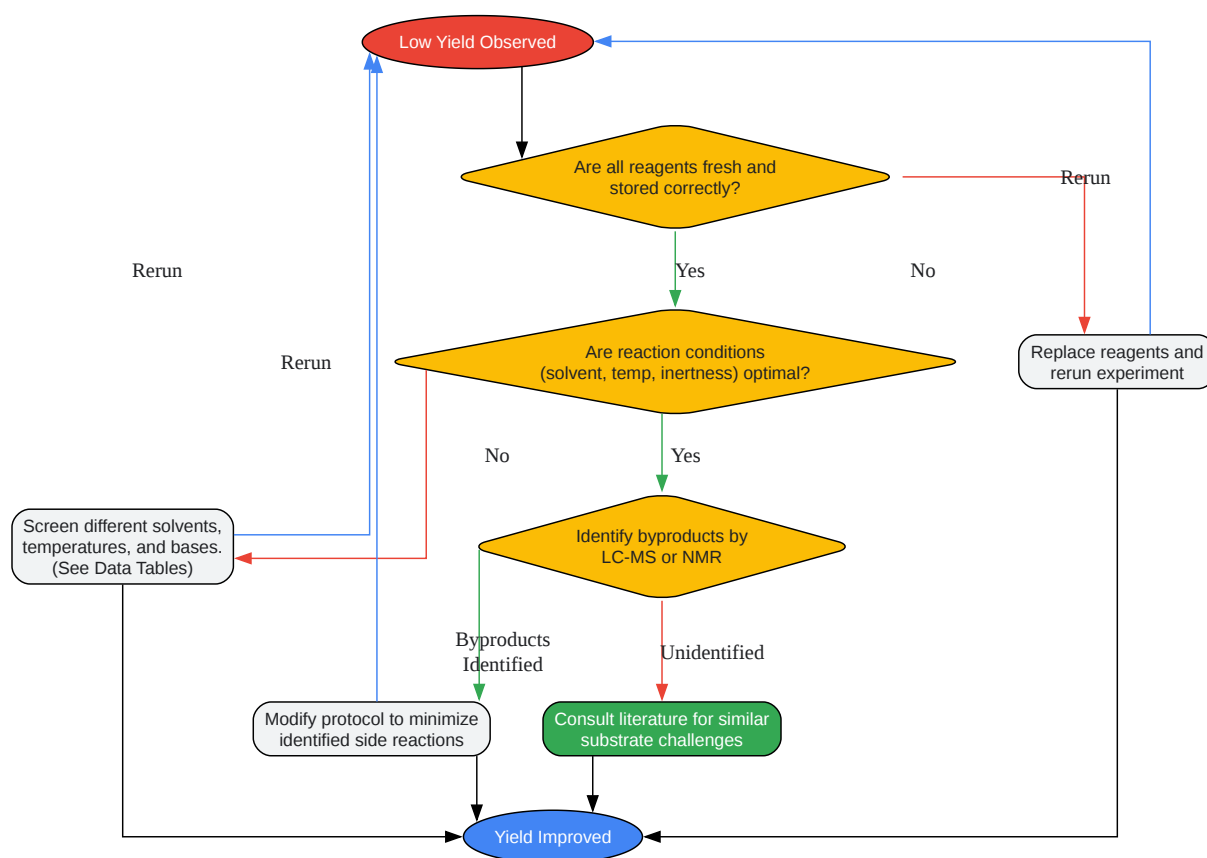 Low Yield Observed
Are all reagents fresh and
stored correctly?
Rerun
Rerun
Yes
No
Rerun
Are reaction conditions
(solvent, temp, inertness) optimal?
Replace reagents and
rerun experiment
No
Yes
Screen different solvents,
temperatures, and bases.
(See Data Tables)
Identify byproducts by
LC-MS or NMR
Byproducts
Identified
Unidentified
Modify protocol to minimize
identified side reactions
Consult literature for similar
substrate challenges
Yield Improved